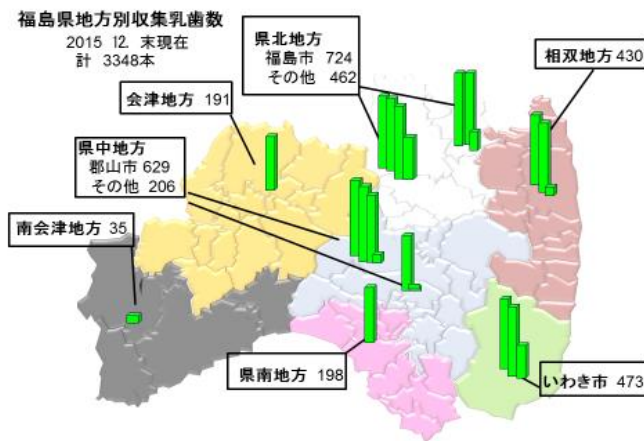 福島県地方別収集乳歯数
2015 12. 末現在
計 3348本
県北地方
福島市 724
その他 462
相双地方 430
会津地方 191
県中地方
郡山市 629
その他 206
南会津地方 35
県南地方 198
いわき市 473